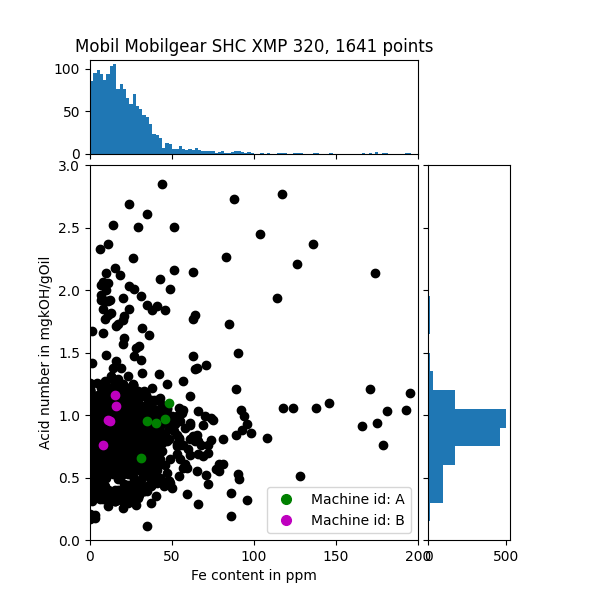 Mobil Mobilgear SHC XMP 320, 1641 points
100
50
0
3.0
2.5
2.0
1.5
1.0
0.5
0.0
Acid number in mgkOH/gOil
Machine id: A
Machine id: B
0 50 100 150 200 0 500
Fe content in ppm